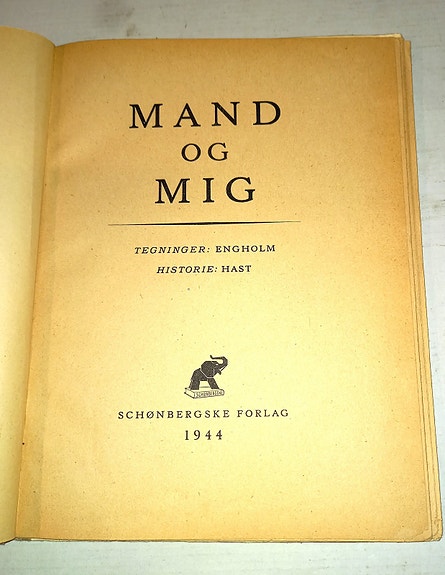 MAND
OG
MIG
TEGNINGER: ENGHOLM
HISTORIE: HAST
SCHØNBERGSKE FORLAG
1944